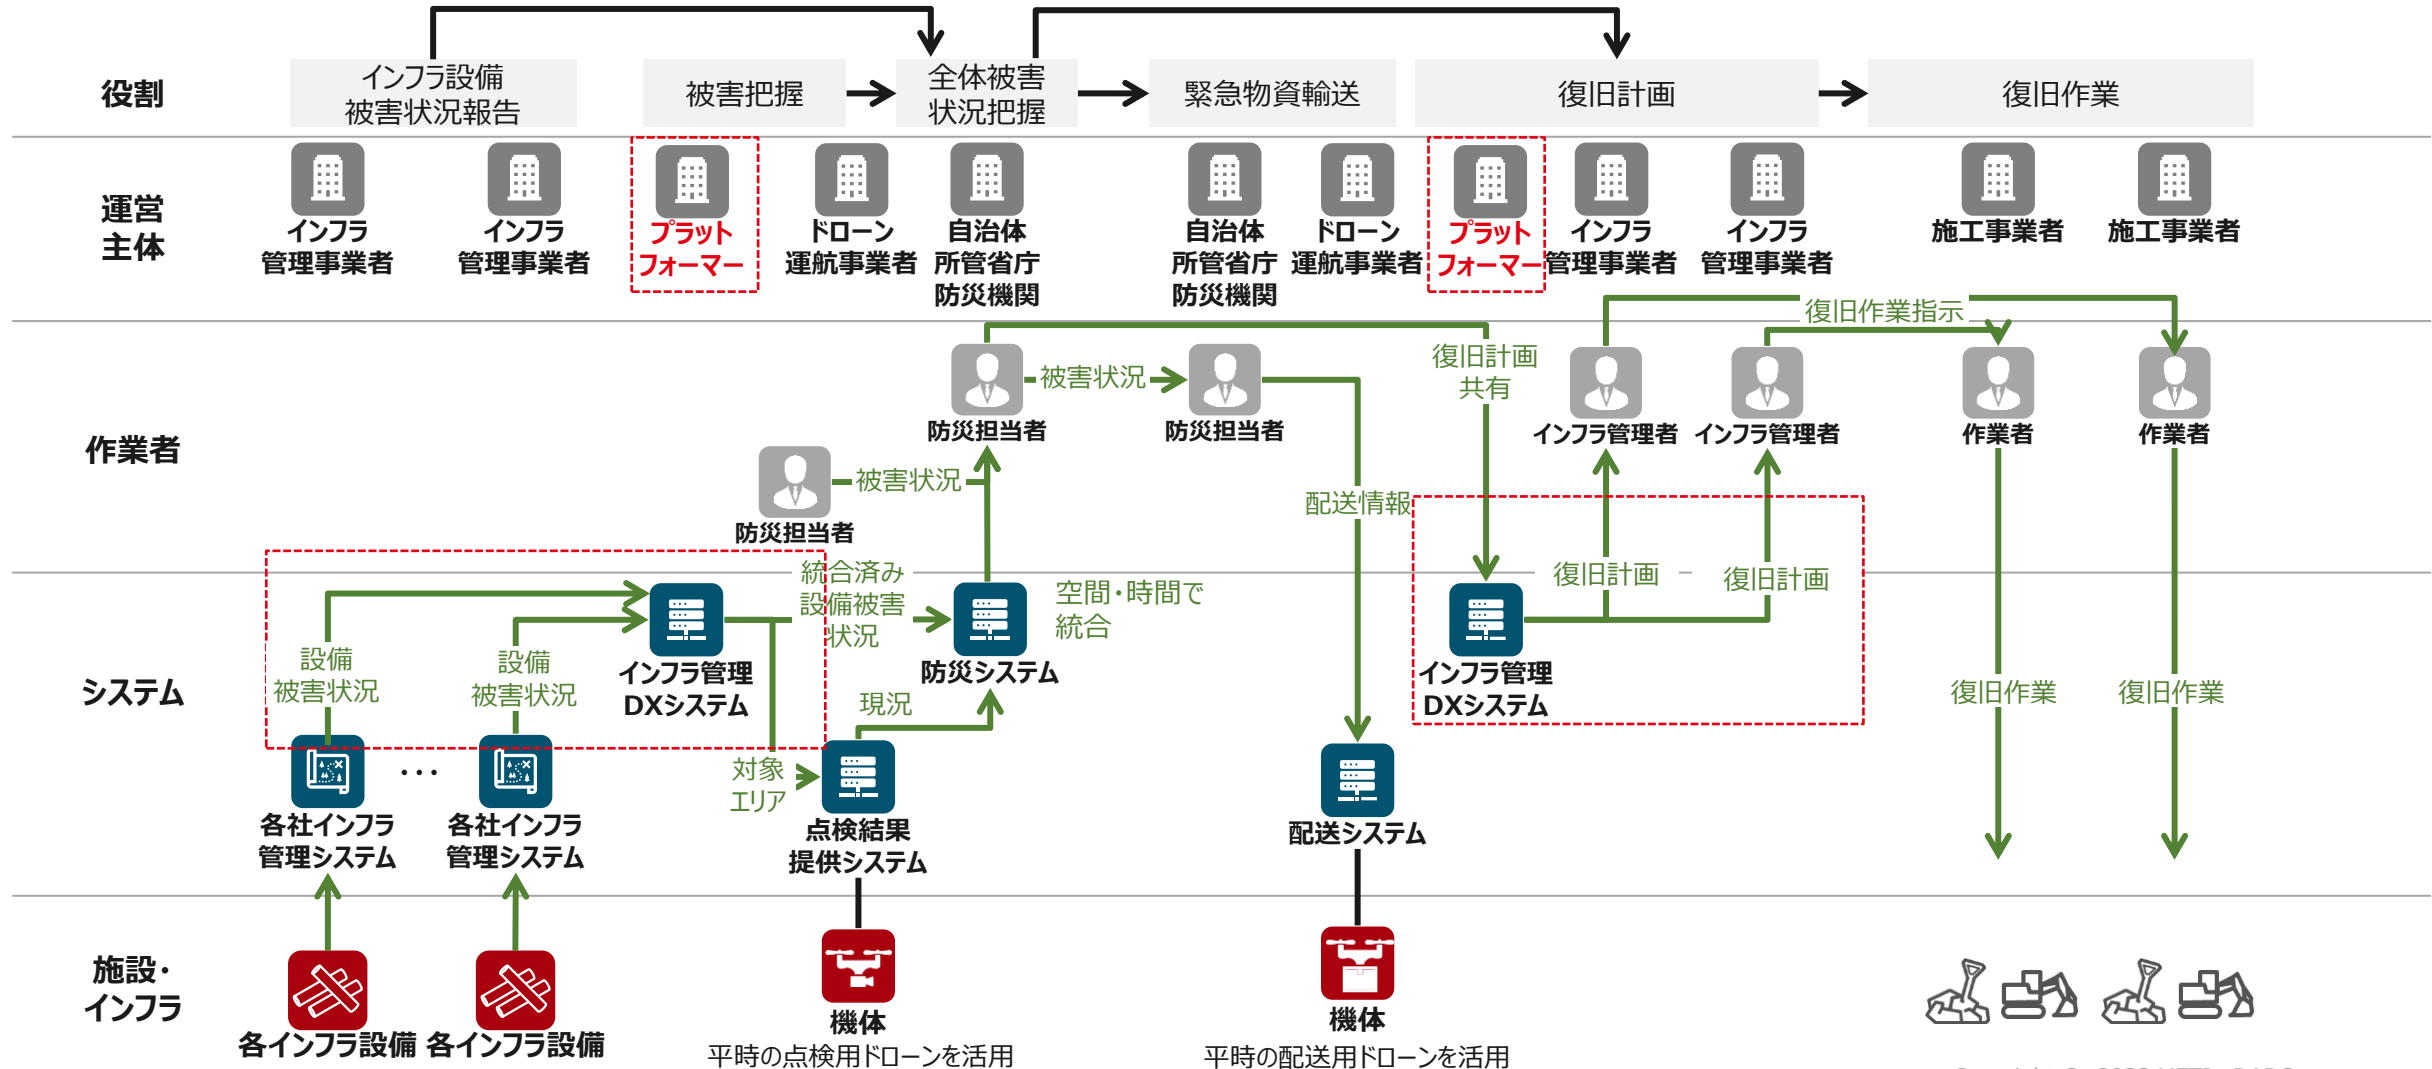 役割
インフラ設備
被害状況報告
被害把握
全体被害
状況把握
緊急物資輸送
復旧計画
復旧作業
運営
主体
インフラ
管理事業者
インフラ
管理事業者
プラット
フォーマー
ドローン
運航事業者
自治体
所管省庁
防災機関
自治体
所管省庁
防災機関
ドローン
運航事業者
プラット
フォーマー
インフラ
管理事業者
インフラ
管理事業者
施工事業者
施工事業者
復旧作業指示
作業者
防災担当者
被害状況
防災担当者
被害状況
防災担当者
復旧計画
共有
配送情報
インフラ管理者
インフラ管理者
作業者
作業者
システム
設備
被害状況
設備
被害状況
インフラ管理
DXシステム
統合済み
設備被害
状況
防災システム
空間・時間で
統合
現況
対象
エリア
復旧計画
復旧計画
インフラ管理
DXシステム
復旧作業
復旧作業
・・・
各社インフラ
管理システム
各社インフラ
管理システム
点検結果
提供システム
配送システム
施設・
インフラ
各インフラ設備
各インフラ設備
機体
平時の点検用ドローンを活用
機体
平時の配送用ドローンを活用